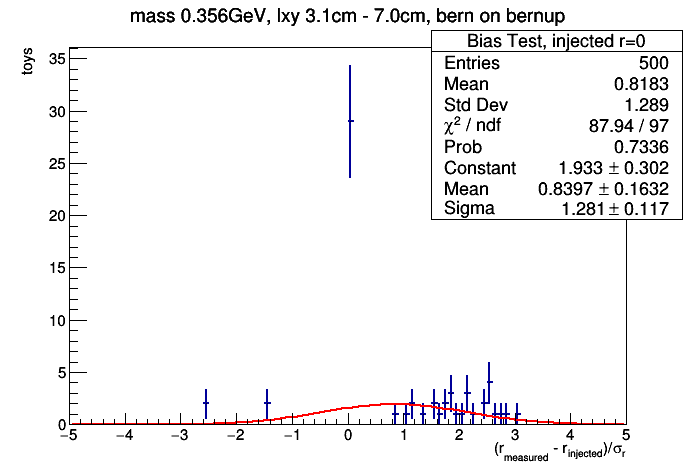 mass 0.356GeV, lxy 3.1cm - 7.0cm, bern on bernup
Bias Test, injected r=0
Entries 500
Mean 0.8183
Std Dev 1.289
χ² / ndf 87.94 / 97
Prob 0.7336
Constant 1.933 ± 0.302
Mean 0.8397 ± 0.1632
Sigma 1.281 ± 0.117
toys
35
30
25
20
15
10
5
0
−5 −4 −3 −2 −1 0 1 2 3 4 5
(r_measured - r_injected)/σ_r